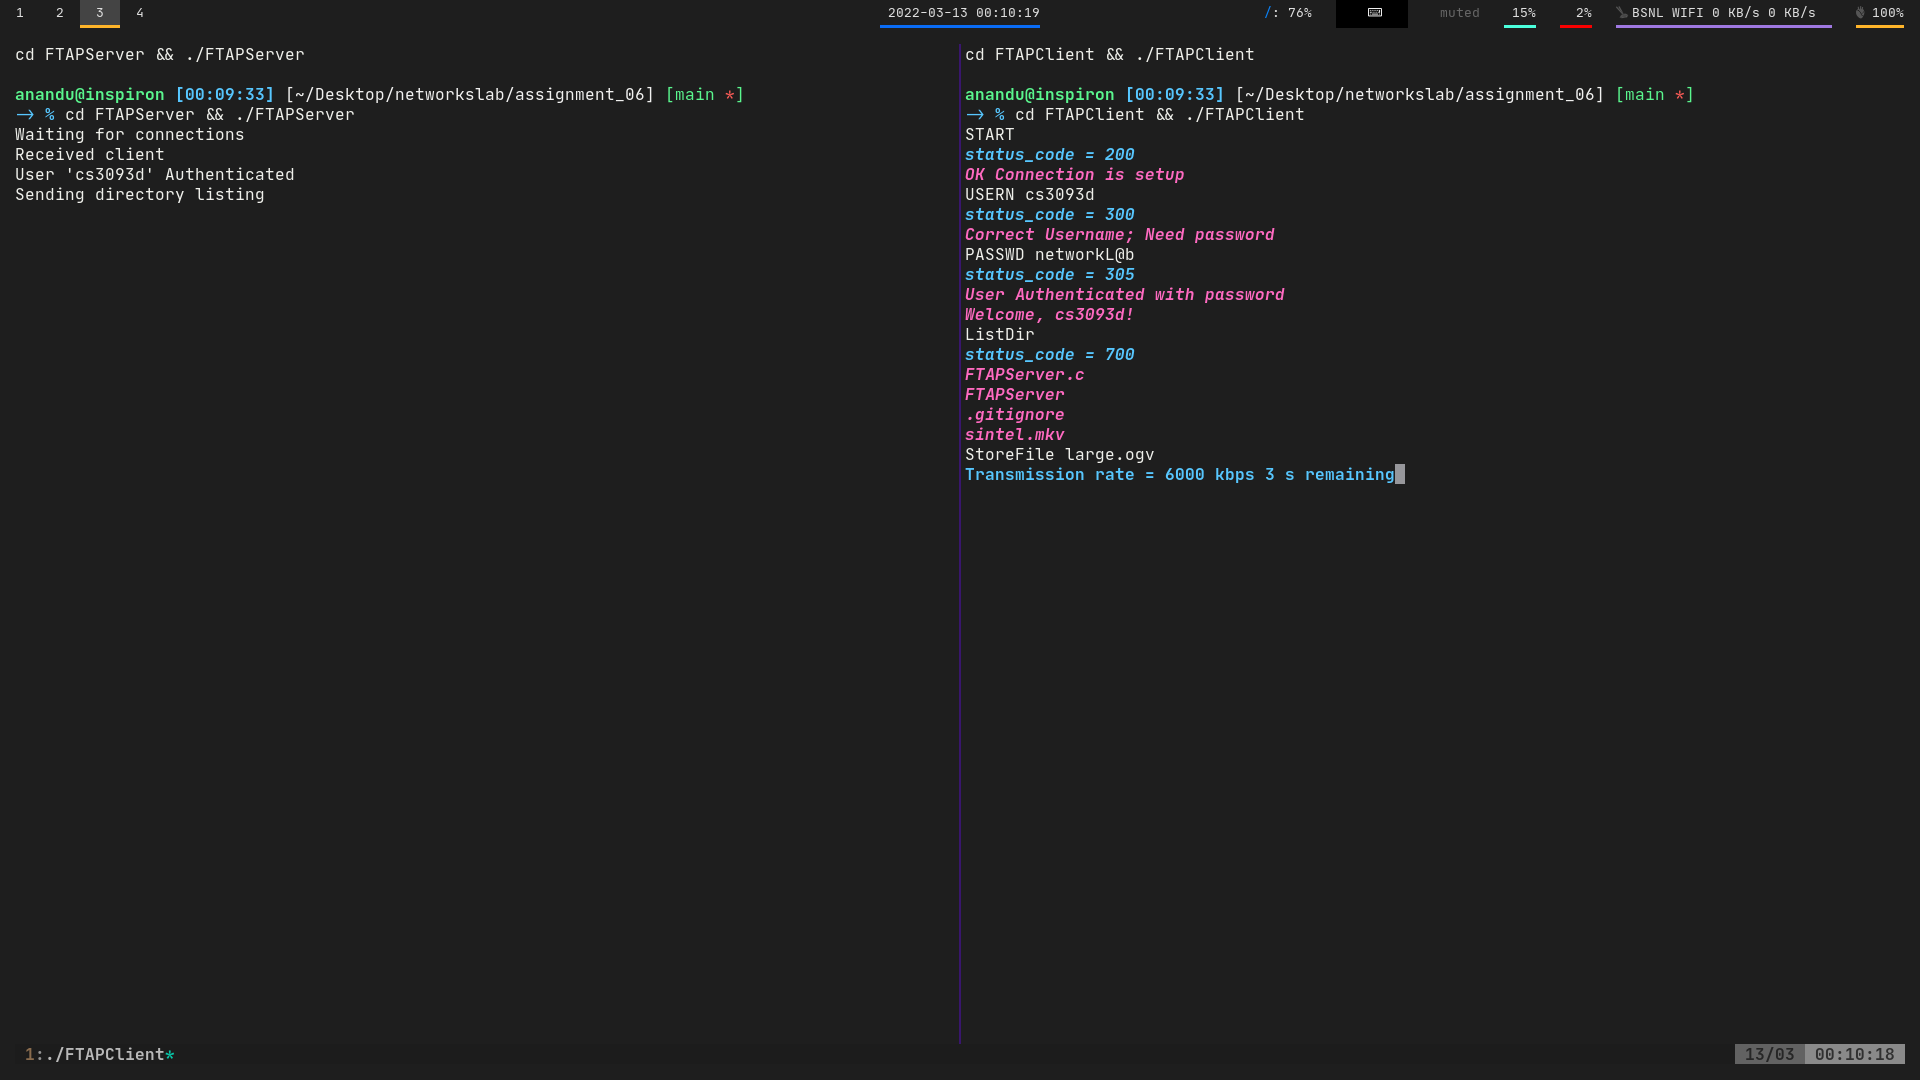 1 2 3 4 2022-03-13 00:10:19 /: 76% muted 15% 2% BSNL WIFI 0 KB/s 0 KB/s 100%
cd FTAPServer && ./FTAPServer
anandu@inspiron [00:09:33] [~/Desktop/networkslab/assignment_06] [main *]
-> % cd FTAPServer && ./FTAPServer
Waiting for connections
Received client
User 'cs3093d' Authenticated
Sending directory listing
cd FTAPClient && ./FTAPClient
anandu@inspiron [00:09:33] [~/Desktop/networkslab/assignment_06] [main *]
-> % cd FTAPClient && ./FTAPClient
START
status_code = 200
OK Connection is setup
USERN cs3093d
status_code = 300
Correct Username; Need password
PASSWD networkL@b
status_code = 305
User Authenticated with password
Welcome, cs3093d!
ListDir
status_code = 700
FTAPServer.c
FTAPServer
.gitignore
sintel.mkv
StoreFile large.ogv
Transmission rate = 6000 kbps 3 s remaining
1:./FTAPClient* 13/03 00:10:18